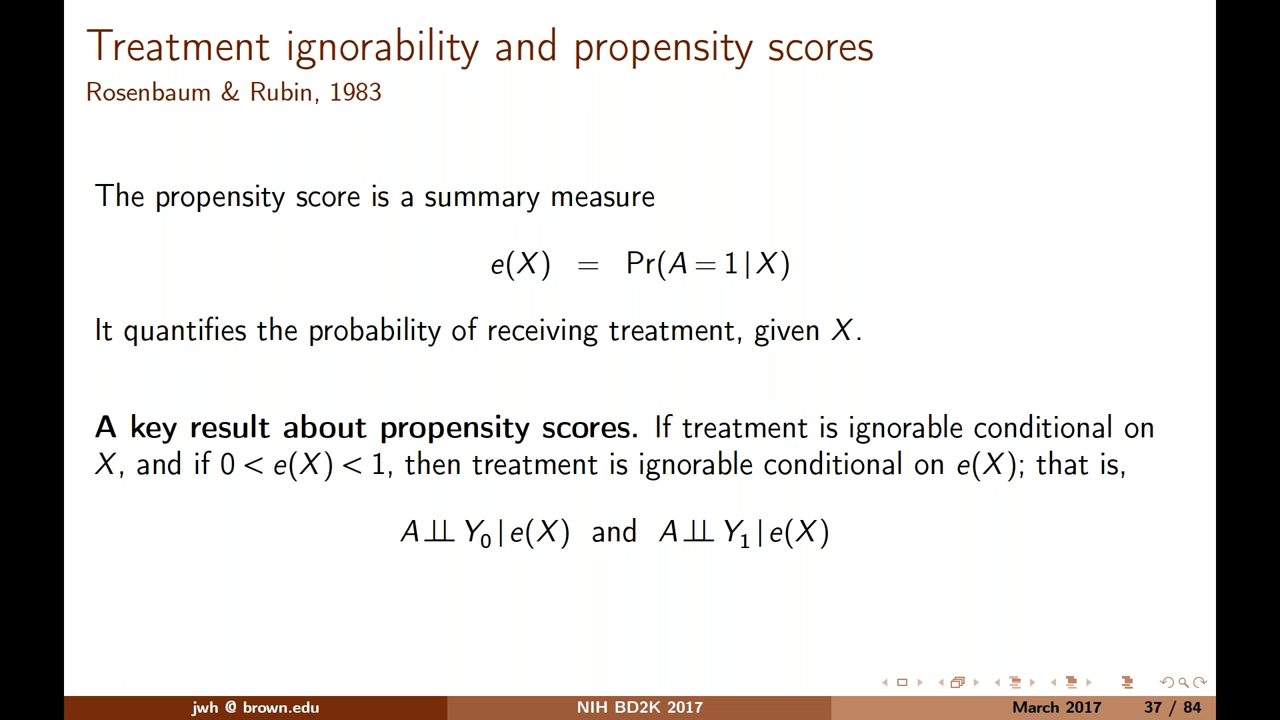 Treatment ignorability and propensity scores
Rosenbaum & Rubin, 1983
The propensity score is a summary measure
e(X) = Pr(A = 1 | X)
It quantifies the probability of receiving treatment, given X.
A key result about propensity scores. If treatment is ignorable conditional on
X, and if 0 < e(X) < 1, then treatment is ignorable conditional on e(X); that is,
A ⫫ Y₀ | e(X) and A ⫫ Y₁ | e(X)
jwh @ brown.edu NIH BD2K 2017 March 2017 37 / 84